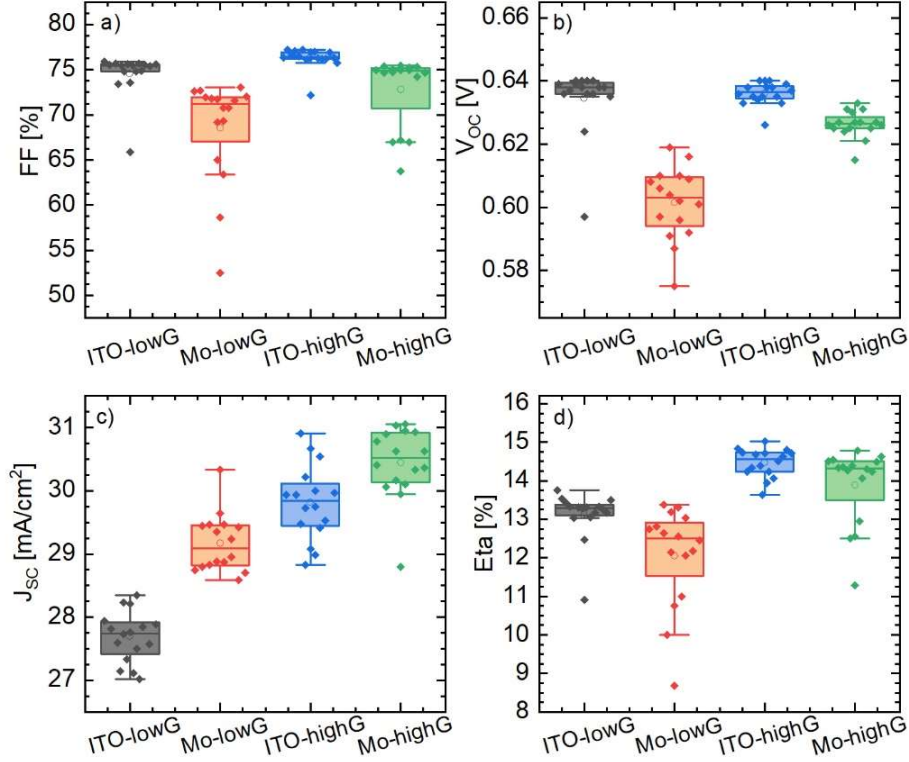 a)
FF [%]
80
75
70
65
60
55
50
ITO-lowG
Mo-lowG
ITO-highG
Mo-highG
b)
V_OC [V]
0.66
0.64
0.62
0.60
0.58
ITO-lowG
Mo-lowG
ITO-highG
Mo-highG
c)
J_SC [mA/cm²]
31
30
29
28
27
ITO-lowG
Mo-lowG
ITO-highG
Mo-highG
d)
Eta [%]
16
15
14
13
12
11
10
9
8
ITO-lowG
Mo-lowG
ITO-highG
Mo-highG